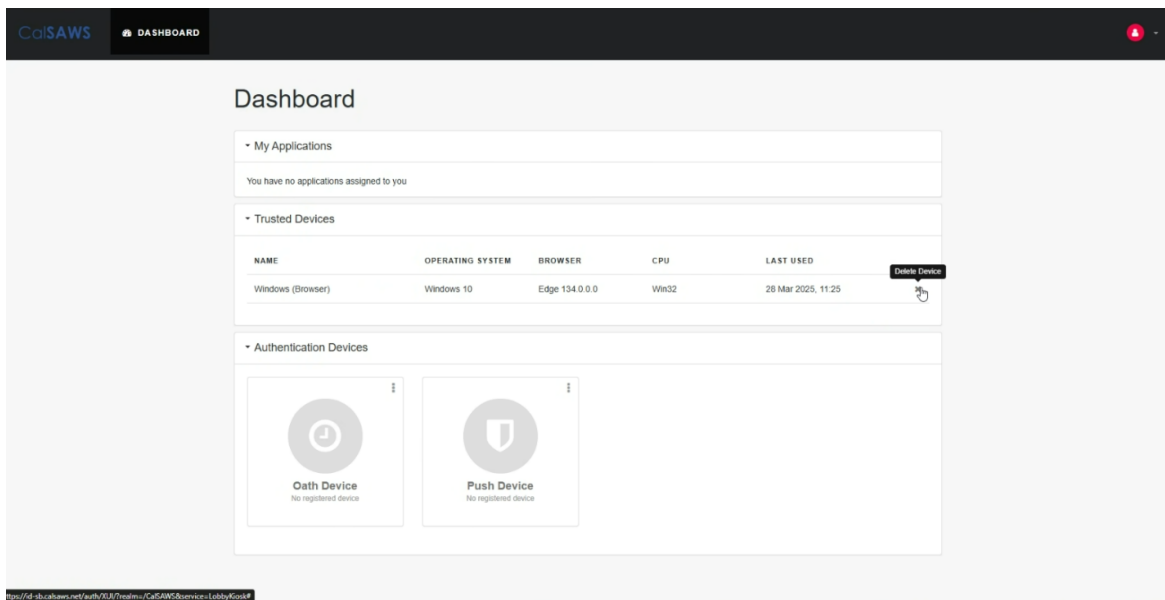 CalSAWS
DASHBOARD
Dashboard
My Applications
You have no applications assigned to you
Trusted Devices
NAME OPERATING SYSTEM BROWSER CPU LAST USED
Delete Device
Windows (Browser) Windows 10 Edge 134.0.0.0 Win32 28 Mar 2025, 11:25
Authentication Devices
Oath Device
No registered device
Push Device
No registered device
ttps://id-sb.calsaws.net/auth/XUI/?realm=/CalSAWS&service=LobbyKiosk#